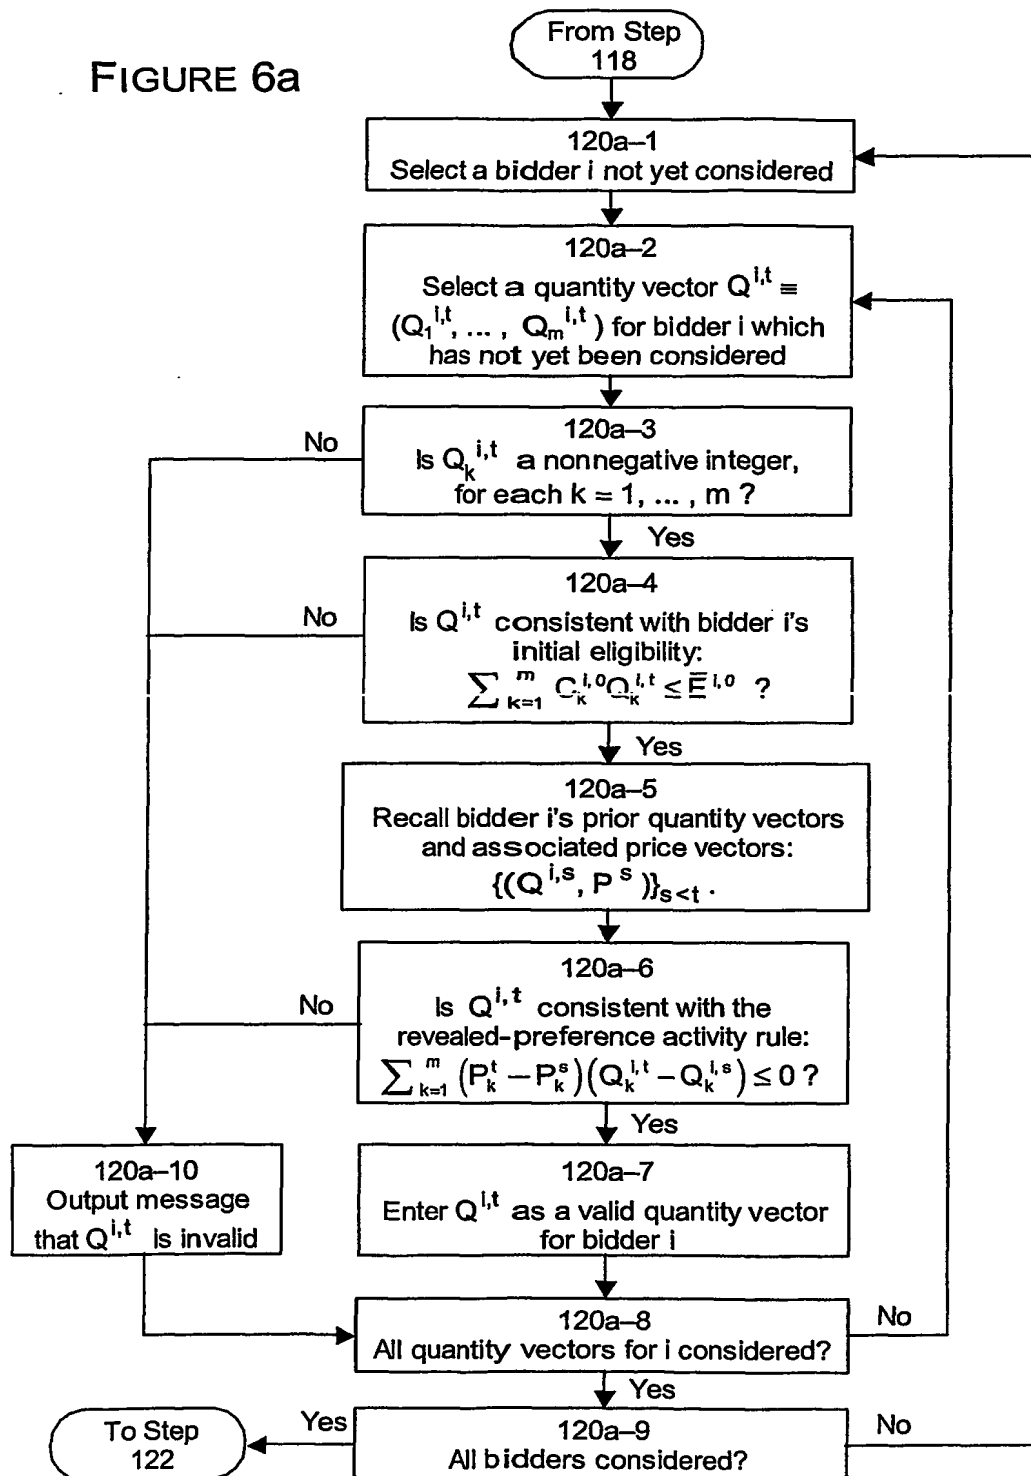 FIGURE 6a
From Step
118
120a–1
Select a bidder i not yet considered
120a–2
Select a quantity vector Q^{i,t} ≡
(Q_1^{i,t}, ... , Q_m^{i,t}) for bidder i which
has not yet been considered
120a–3
Is Q_k^{i,t} a nonnegative integer,
for each k = 1, ... , m ?
No
Yes
120a–4
Is Q^{i,t} consistent with bidder i's
initial eligibility:
∑_{k=1}^{m} C_k^{i,0} Q_k^{i,t} ≤ E̅^{i,0} ?
No
Yes
120a–5
Recall bidder i's prior quantity vectors
and associated price vectors:
{(Q^{i,s}, P^s)}_{s<t} .
120a–6
Is Q^{i,t} consistent with the
revealed-preference activity rule:
∑_{k=1}^{m} (P_k^t – P_k^s)(Q_k^{i,t} – Q_k^{i,s}) ≤ 0 ?
No
Yes
120a–10
Output message
that Q^{i,t} Is invalid
120a–7
Enter Q^{i,t} as a valid quantity vector
for bidder i
120a–8
All quantity vectors for i considered?
No
Yes
120a–9
All bidders considered?
Yes
No
To Step
122